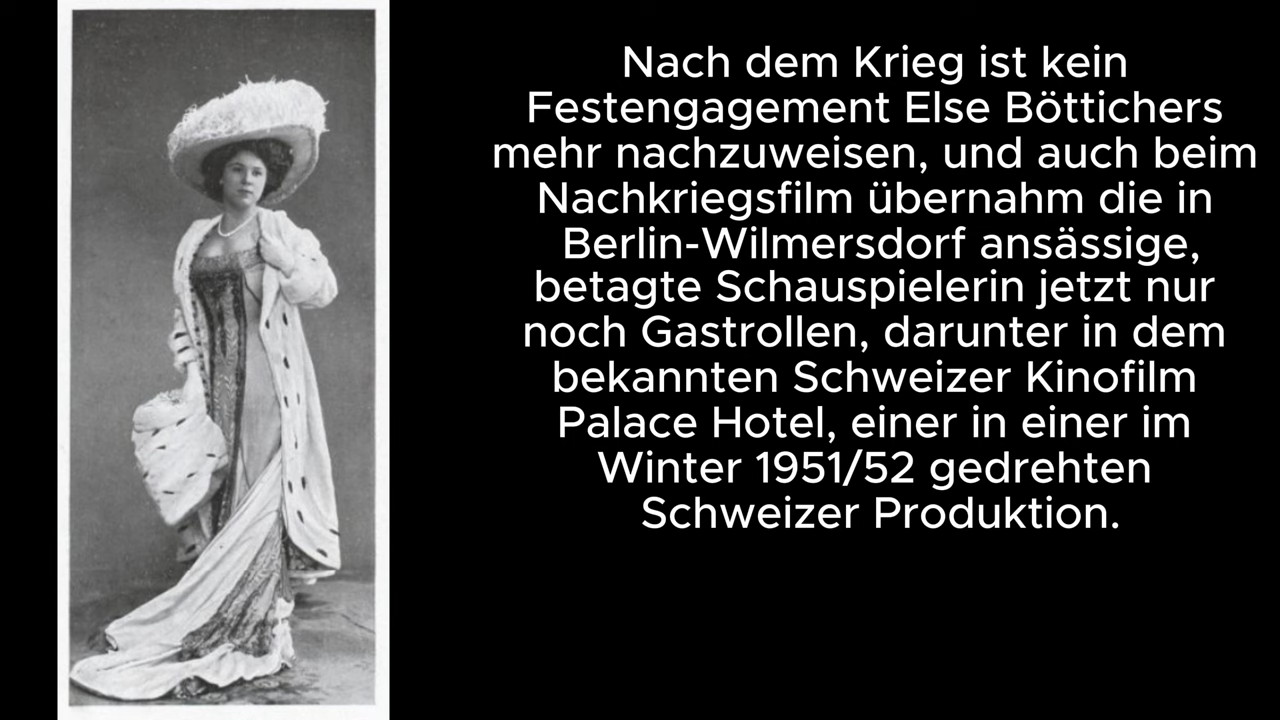 Nach dem Krieg ist kein
Festengagement Else Böttichers
mehr nachzuweisen, und auch beim
Nachkriegsfilm übernahm die in
Berlin-Wilmersdorf ansässige,
betagte Schauspielerin jetzt nur
noch Gastrollen, darunter in dem
bekannten Schweizer Kinofilm
Palace Hotel, einer in einer im
Winter 1951/52 gedrehten
Schweizer Produktion.